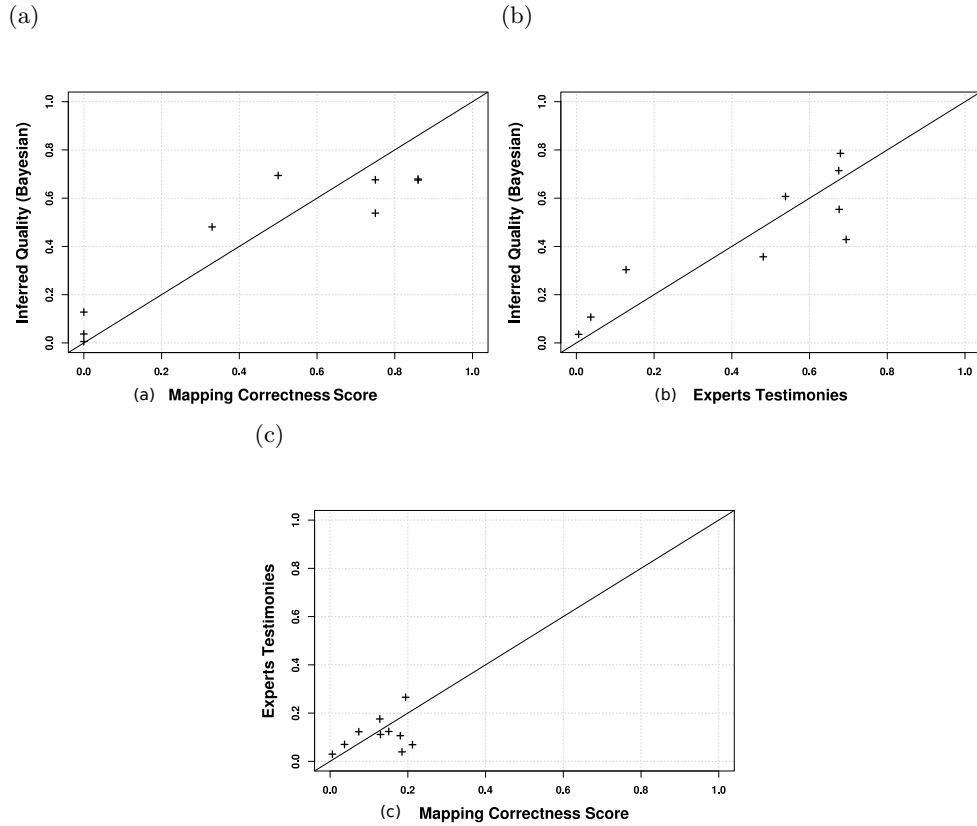 (a)
(b)
Inferred Quality (Bayesian)
1.0
0.8
0.6
0.4
0.2
0.0
0.0 0.2 0.4 0.6 0.8 1.0
(a) Mapping Correctness Score
Inferred Quality (Bayesian)
1.0
0.8
0.6
0.4
0.2
0.0
0.0 0.2 0.4 0.6 0.8 1.0
(b) Experts Testimonies
(c)
Experts Testimonies
1.0
0.8
0.6
0.4
0.2
0.0
0.0 0.2 0.4 0.6 0.8 1.0
(c) Mapping Correctness Score